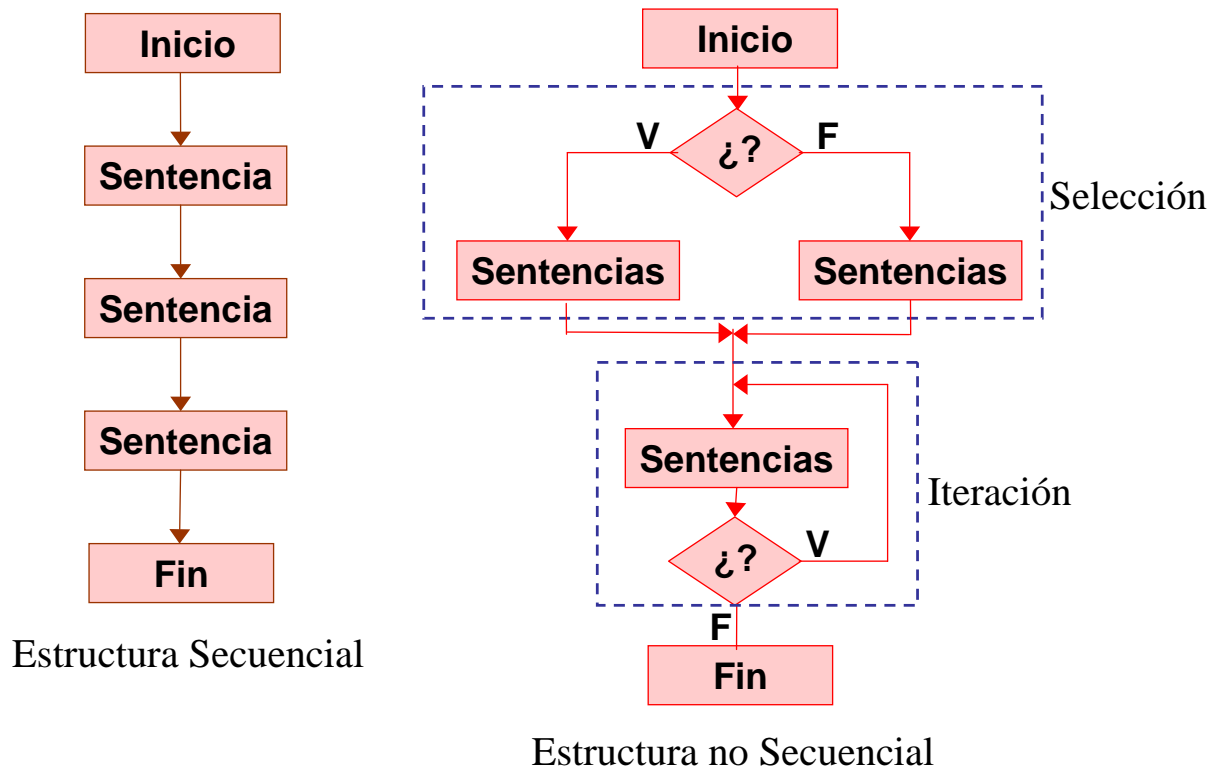 Inicio
Sentencia
Sentencia
Sentencia
Fin
Estructura Secuencial
Inicio
V
¿?
F
Selección
Sentencias
Sentencias
Sentencias
Iteración
¿?
V
F
Fin
Estructura no Secuencial